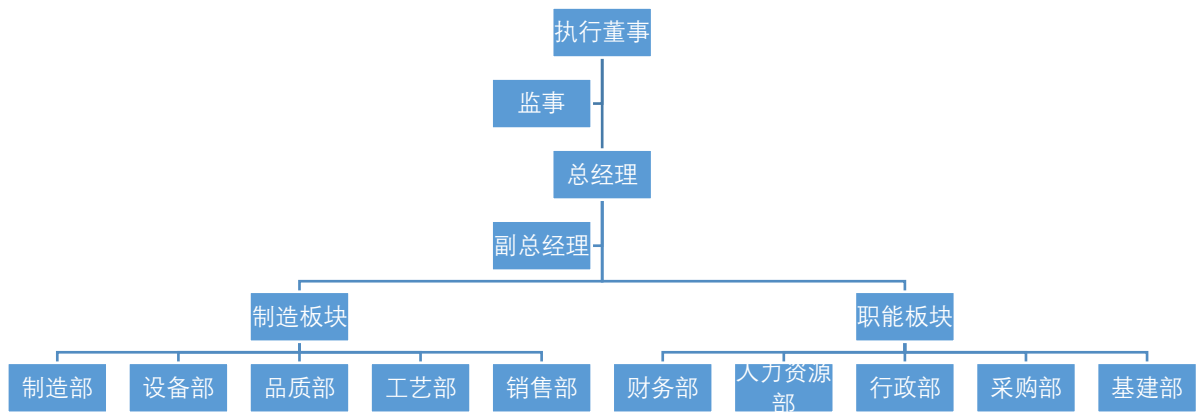 执行董事
监事
总经理
副总经理
制造板块
职能板块
制造部
设备部
品质部
工艺部
销售部
财务部
人力资源
部
行政部
采购部
基建部